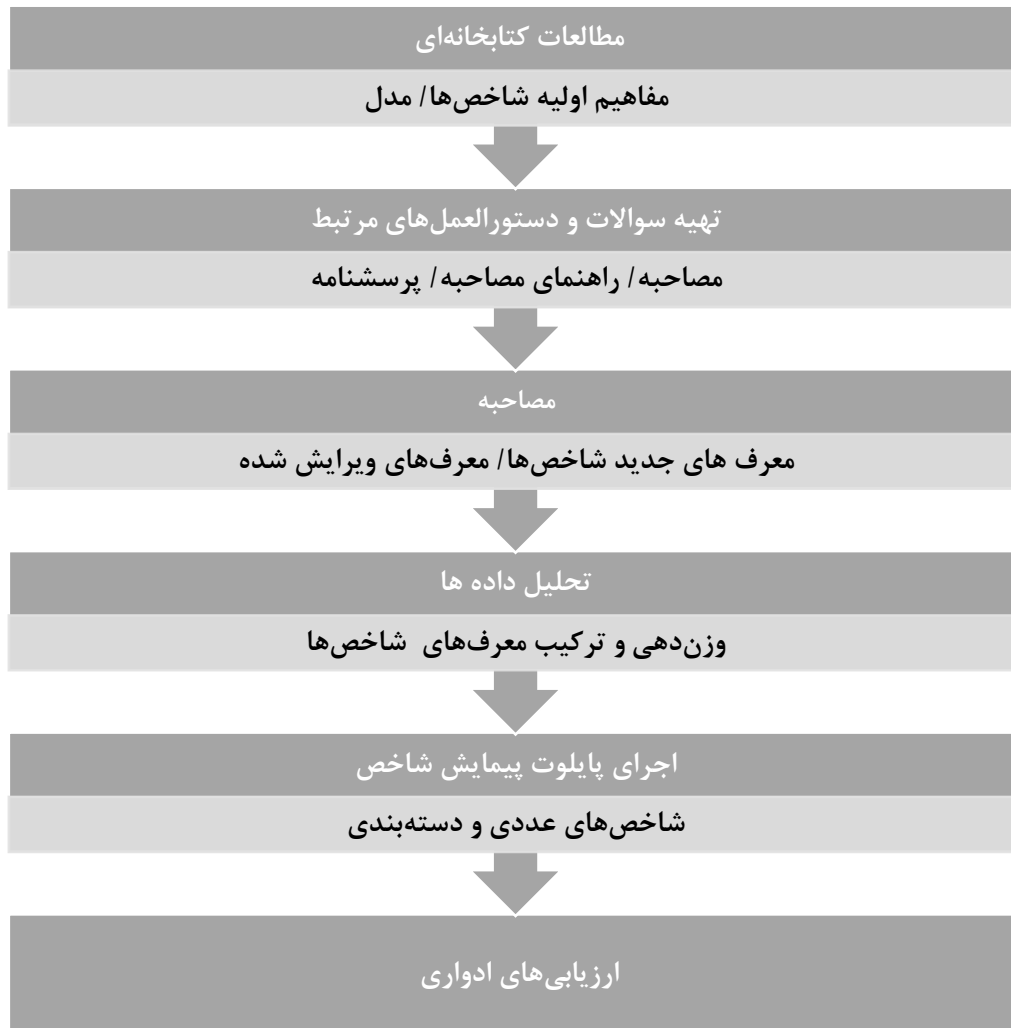 مطالعات کتابخانه‌ای
مفاهیم اولیه شاخص‌ها/ مدل
تهیه سوالات و دستورالعمل‌های مرتبط
مصاحبه/ راهنمای مصاحبه/ پرسشنامه
مصاحبه
معرف های جدید شاخص‌ها/ معرف‌های ویرایش شده
تحلیل داده ها
وزن‌دهی و ترکیب معرف‌های شاخص‌ها
اجرای پایلوت پیمایش شاخص
شاخص‌های عددی و دسته‌بندی
ارزیابی‌های ادواری